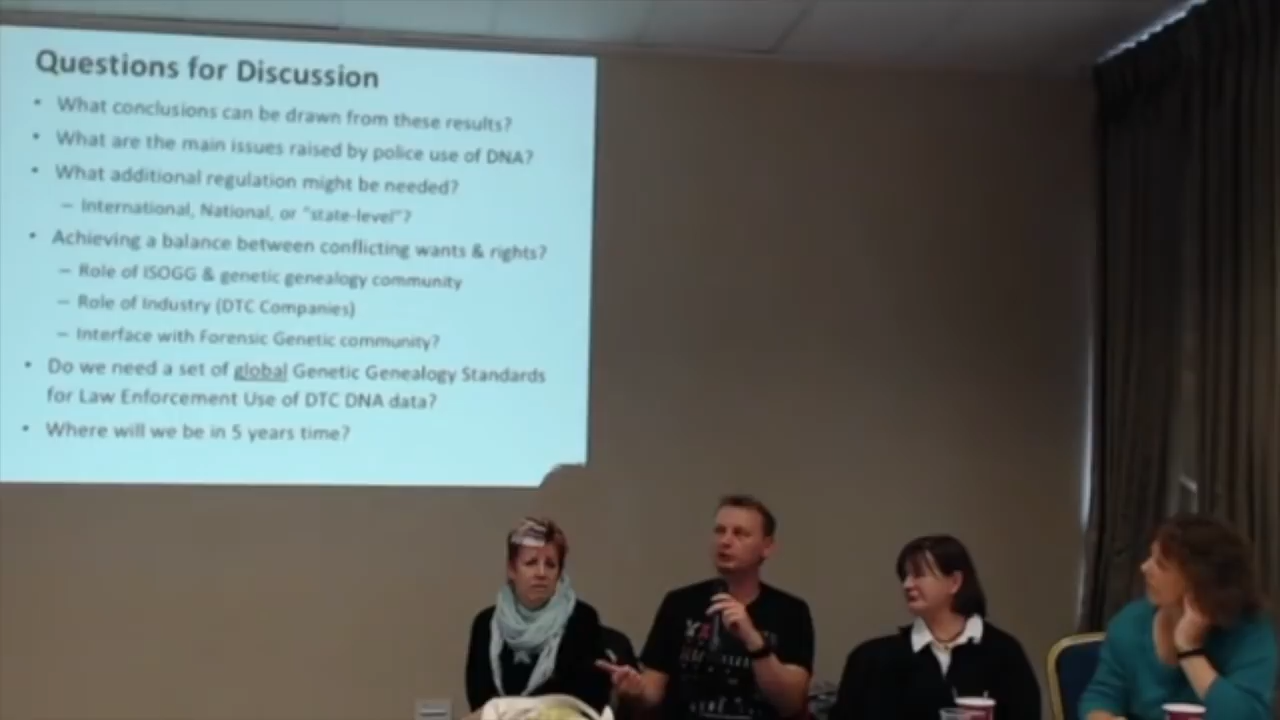 Questions for Discussion
• What conclusions can be drawn from these results?
• What are the main issues raised by police use of DNA?
• What additional regulation might be needed?
– International, National, or "state-level"?
• Achieving a balance between conflicting wants & rights?
– Role of ISOGG & genetic genealogy community
– Role of Industry (DTC Companies)
– Interface with Forensic Genetic community?
• Do we need a set of global Genetic Genealogy Standards
for Law Enforcement Use of DTC DNA data?
• Where will we be in 5 years time?